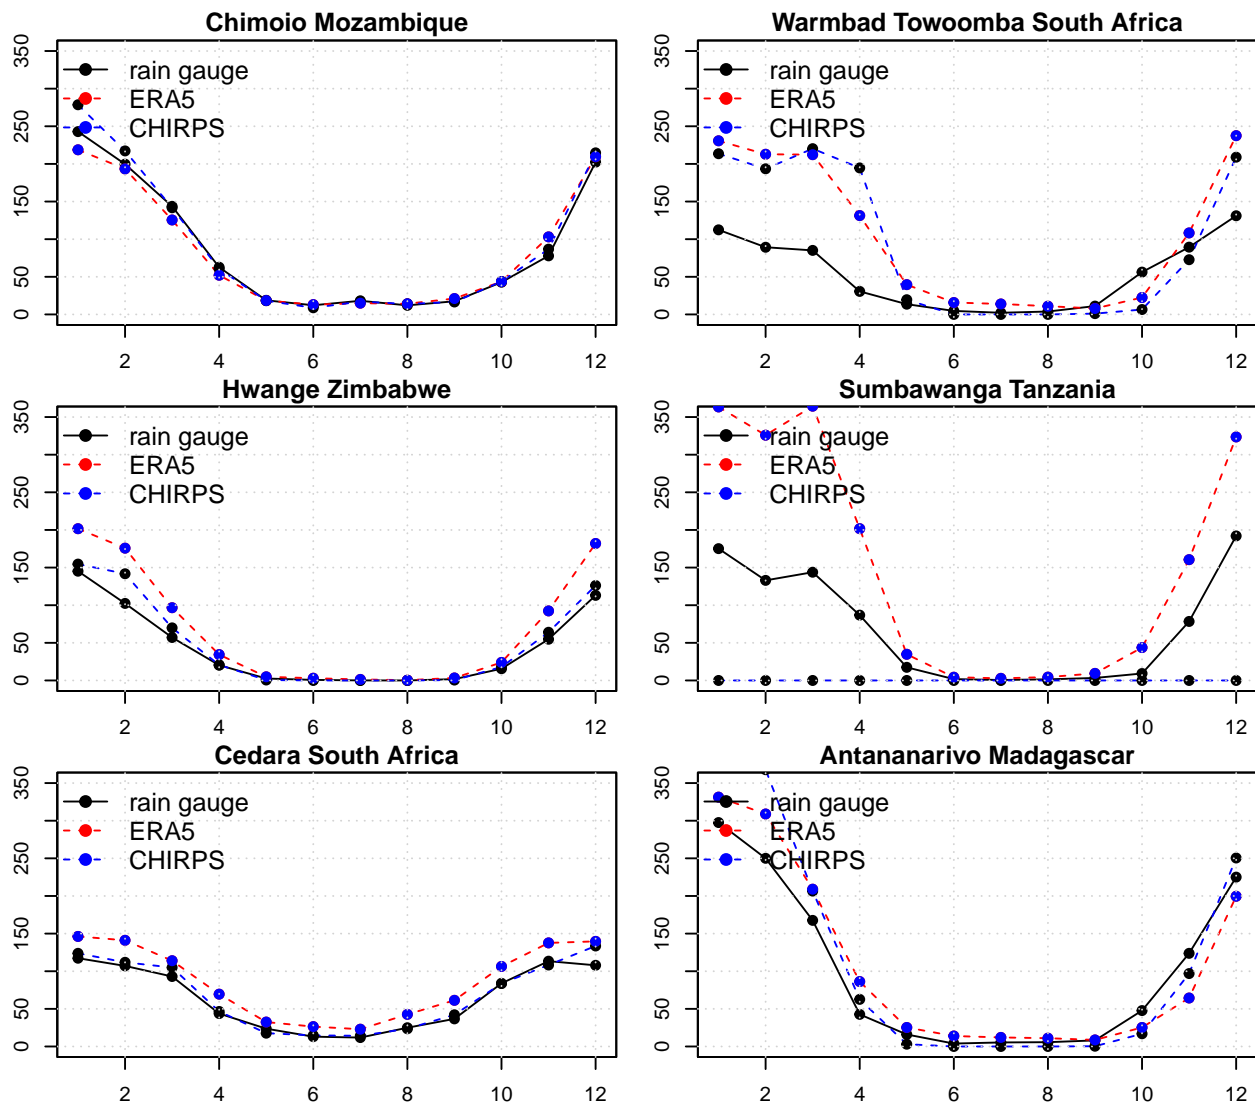 Chimoio Mozambique
rain gauge
ERA5
CHIRPS
0 50 150 250 350
2 4 6 8 10 12
Warmbad Towoomba South Africa
rain gauge
ERA5
CHIRPS
0 50 150 250 350
2 4 6 8 10 12
Hwange Zimbabwe
rain gauge
ERA5
CHIRPS
0 50 150 250 350
2 4 6 8 10 12
Sumbawanga Tanzania
rain gauge
ERA5
CHIRPS
0 50 150 250 350
2 4 6 8 10 12
Cedara South Africa
rain gauge
ERA5
CHIRPS
0 50 150 250 350
2 4 6 8 10 12
Antananarivo Madagascar
rain gauge
ERA5
CHIRPS
0 50 150 250 350
2 4 6 8 10 12